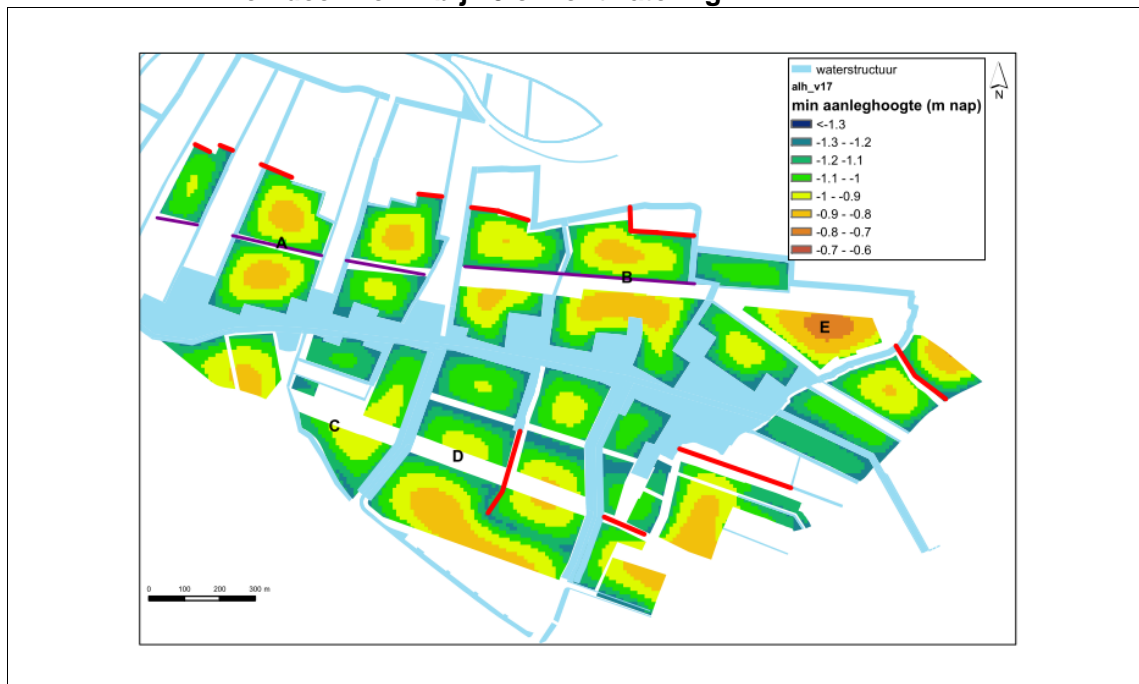 waterstructuur
alh_v17
N
min aanleghoogte (m nap)
<-1.3
-1.3 - -1.2
-1.2 -1.1
-1.1 - -1
-1 - -0.9
-0.9 - -0.8
-0.8 - -0.7
-0.7 - -0.6
A
B
E
C
D
0 100 200 300 m